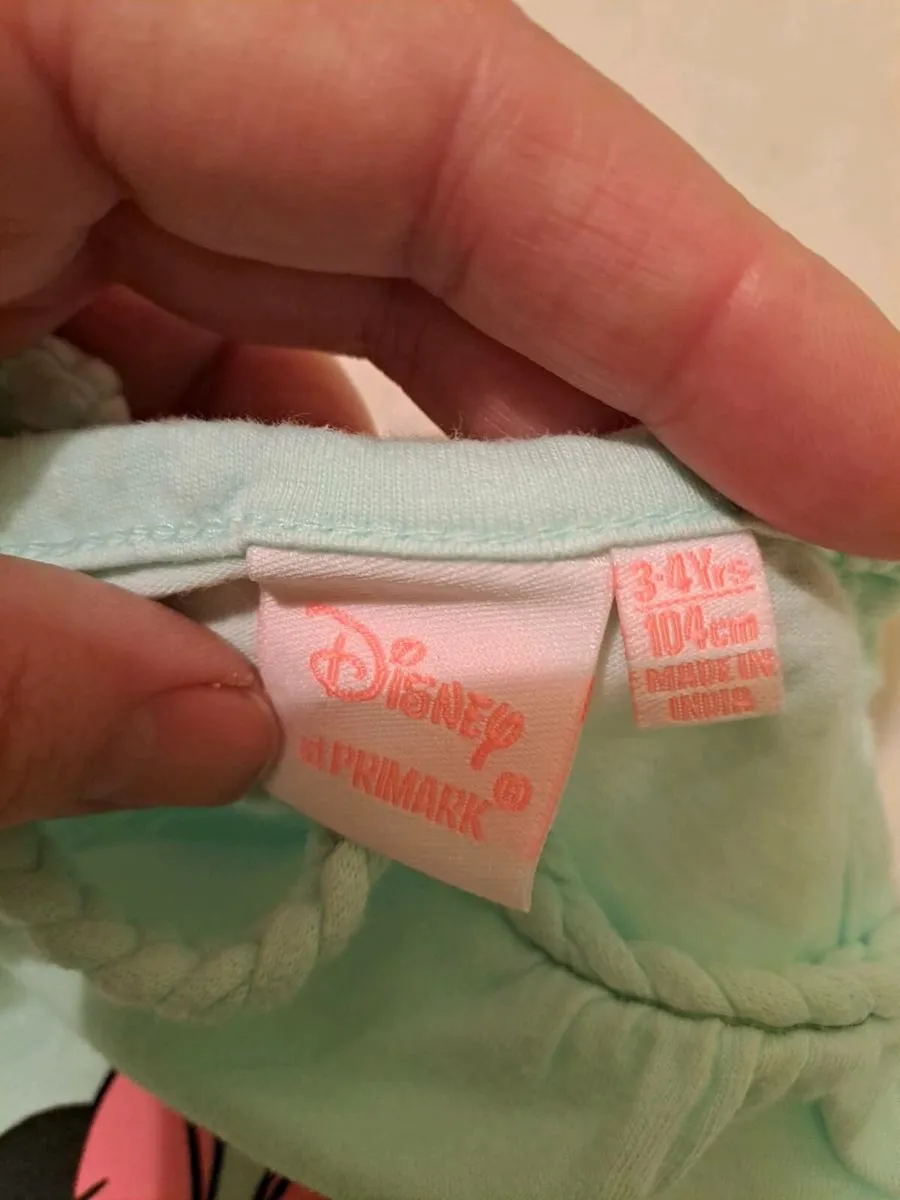 Disney
at PRIMARK
3-4Yrs
104cm
MADE IN
INDIA